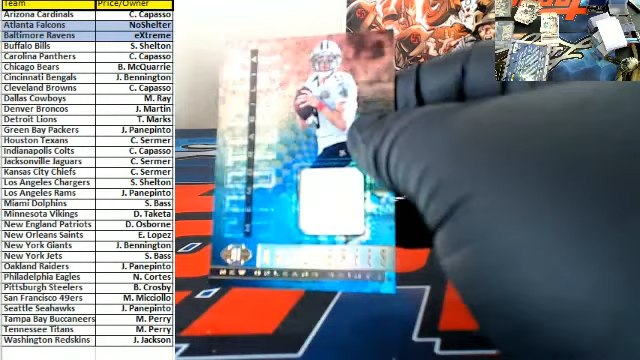 Team Price/Owner
Arizona Cardinals C. Capasso
Atlanta Falcons NoShelter
Baltimore Ravens eXtreme
Buffalo Bills S. Shelton
Carolina Panthers C. Capasso
Chicago Bears B. McQuarrie
Cincinnati Bengals J. Bennington
Cleveland Browns C. Capasso
Dallas Cowboys M. Ray
Denver Broncos J. Martin
Detroit Lions T. Marks
Green Bay Packers J. Panepinto
Houston Texans C. Sermer
Indianapolis Colts C. Capasso
Jacksonville Jaguars C. Sermer
Kansas City Chiefs C. Sermer
Los Angeles Chargers S. Shelton
Los Angeles Rams J. Panepinto
Miami Dolphins S. Bass
Minnesota Vikings D. Taketa
New England Patriots D. Osborne
New Orleans Saints E. Lopez
New York Giants J. Bennington
New York Jets S. Bass
Oakland Raiders J. Panepinto
Philadelphia Eagles N. Cortes
Pittsburgh Steelers B. Crosby
San Francisco 49ers M. Micciollo
Seattle Seahawks J. Panepinto
Tampa Bay Buccaneers M. Perry
Tennessee Titans M. Perry
Washington Redskins J. Jackson
MEMORABILIA
NEW ORLEANS SAINTS